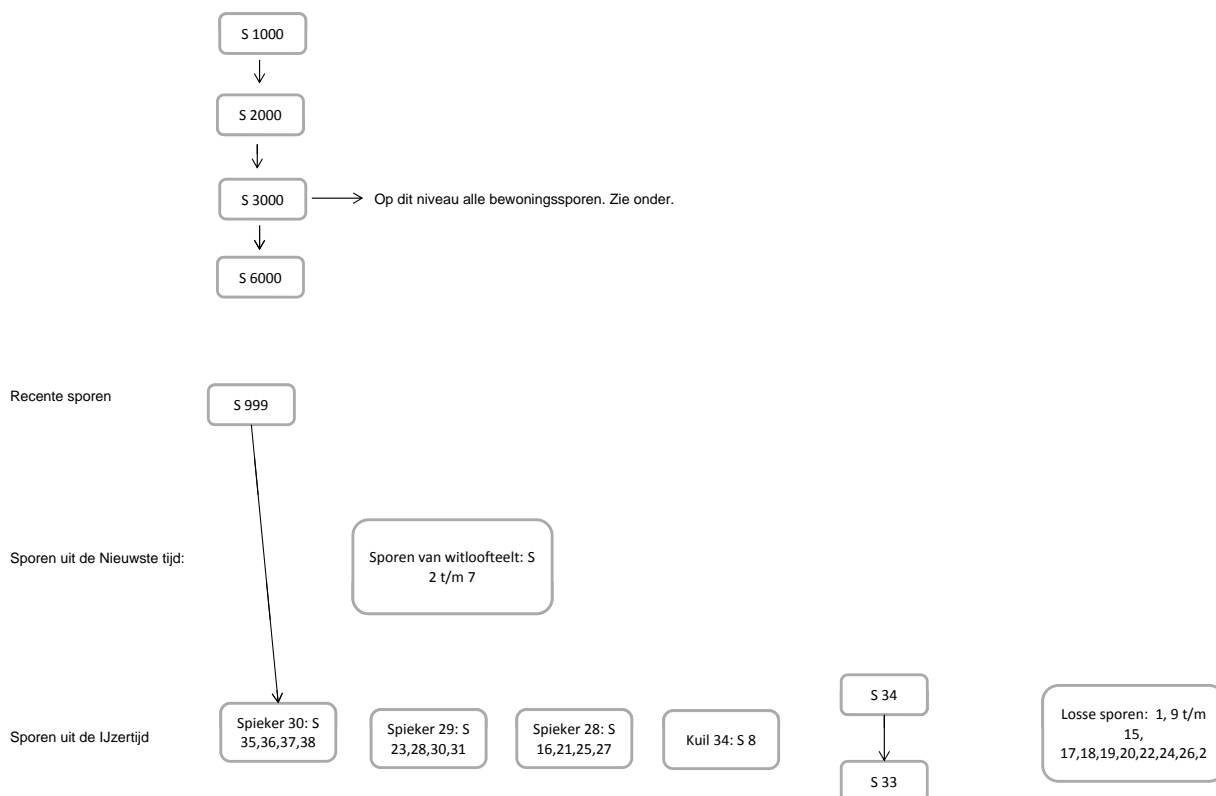 S 1000
S 2000
S 3000
Op dit niveau alle bewoningssporen. Zie onder.
S 6000
Recente sporen
S 999
Sporen uit de Nieuwste tijd:
Sporen van witloofteelt: S
2 t/m 7
Sporen uit de IJzertijd
Spieker 30: S
35,36,37,38
Spieker 29: S
23,28,30,31
Spieker 28: S
16,21,25,27
Kuil 34: S 8
S 34
S 33
Losse sporen: 1, 9 t/m
15,
17,18,19,20,22,24,26,2